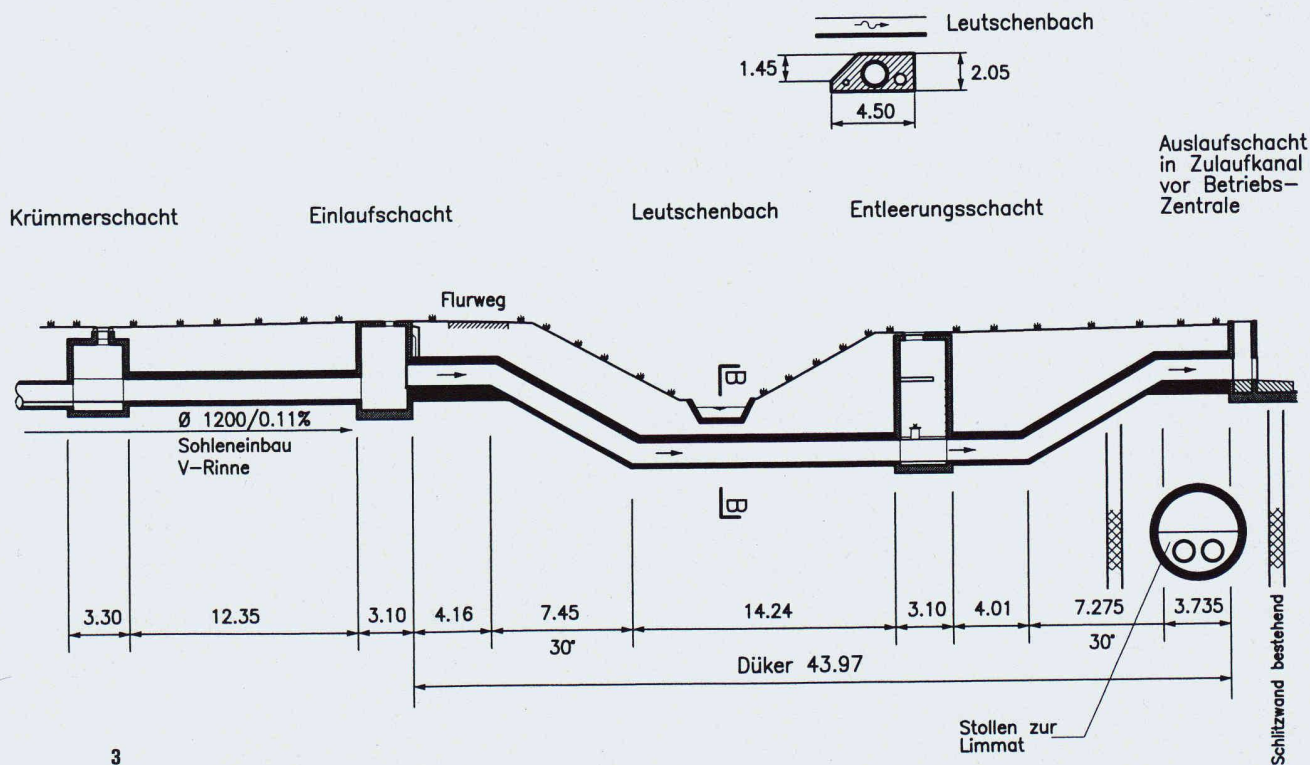 Leutschenbach
1.45
2.05
4.50
Auslaufschacht
in Zulaufkanal
vor Betriebs-
Zentrale
Krümmerschacht
Einlaufschacht
Leutschenbach
Entleerungsschacht
Flurweg
B
Ø 1200/0.11%
Sohleneinbau
V-Rinne
B
3.30
12.35
3.10
4.16
7.45
14.24
3.10
4.01
7.275
3.735
30°
30°
Düker 43.97
Schlitzwand bestehend
Stollen zur
Limmat
3